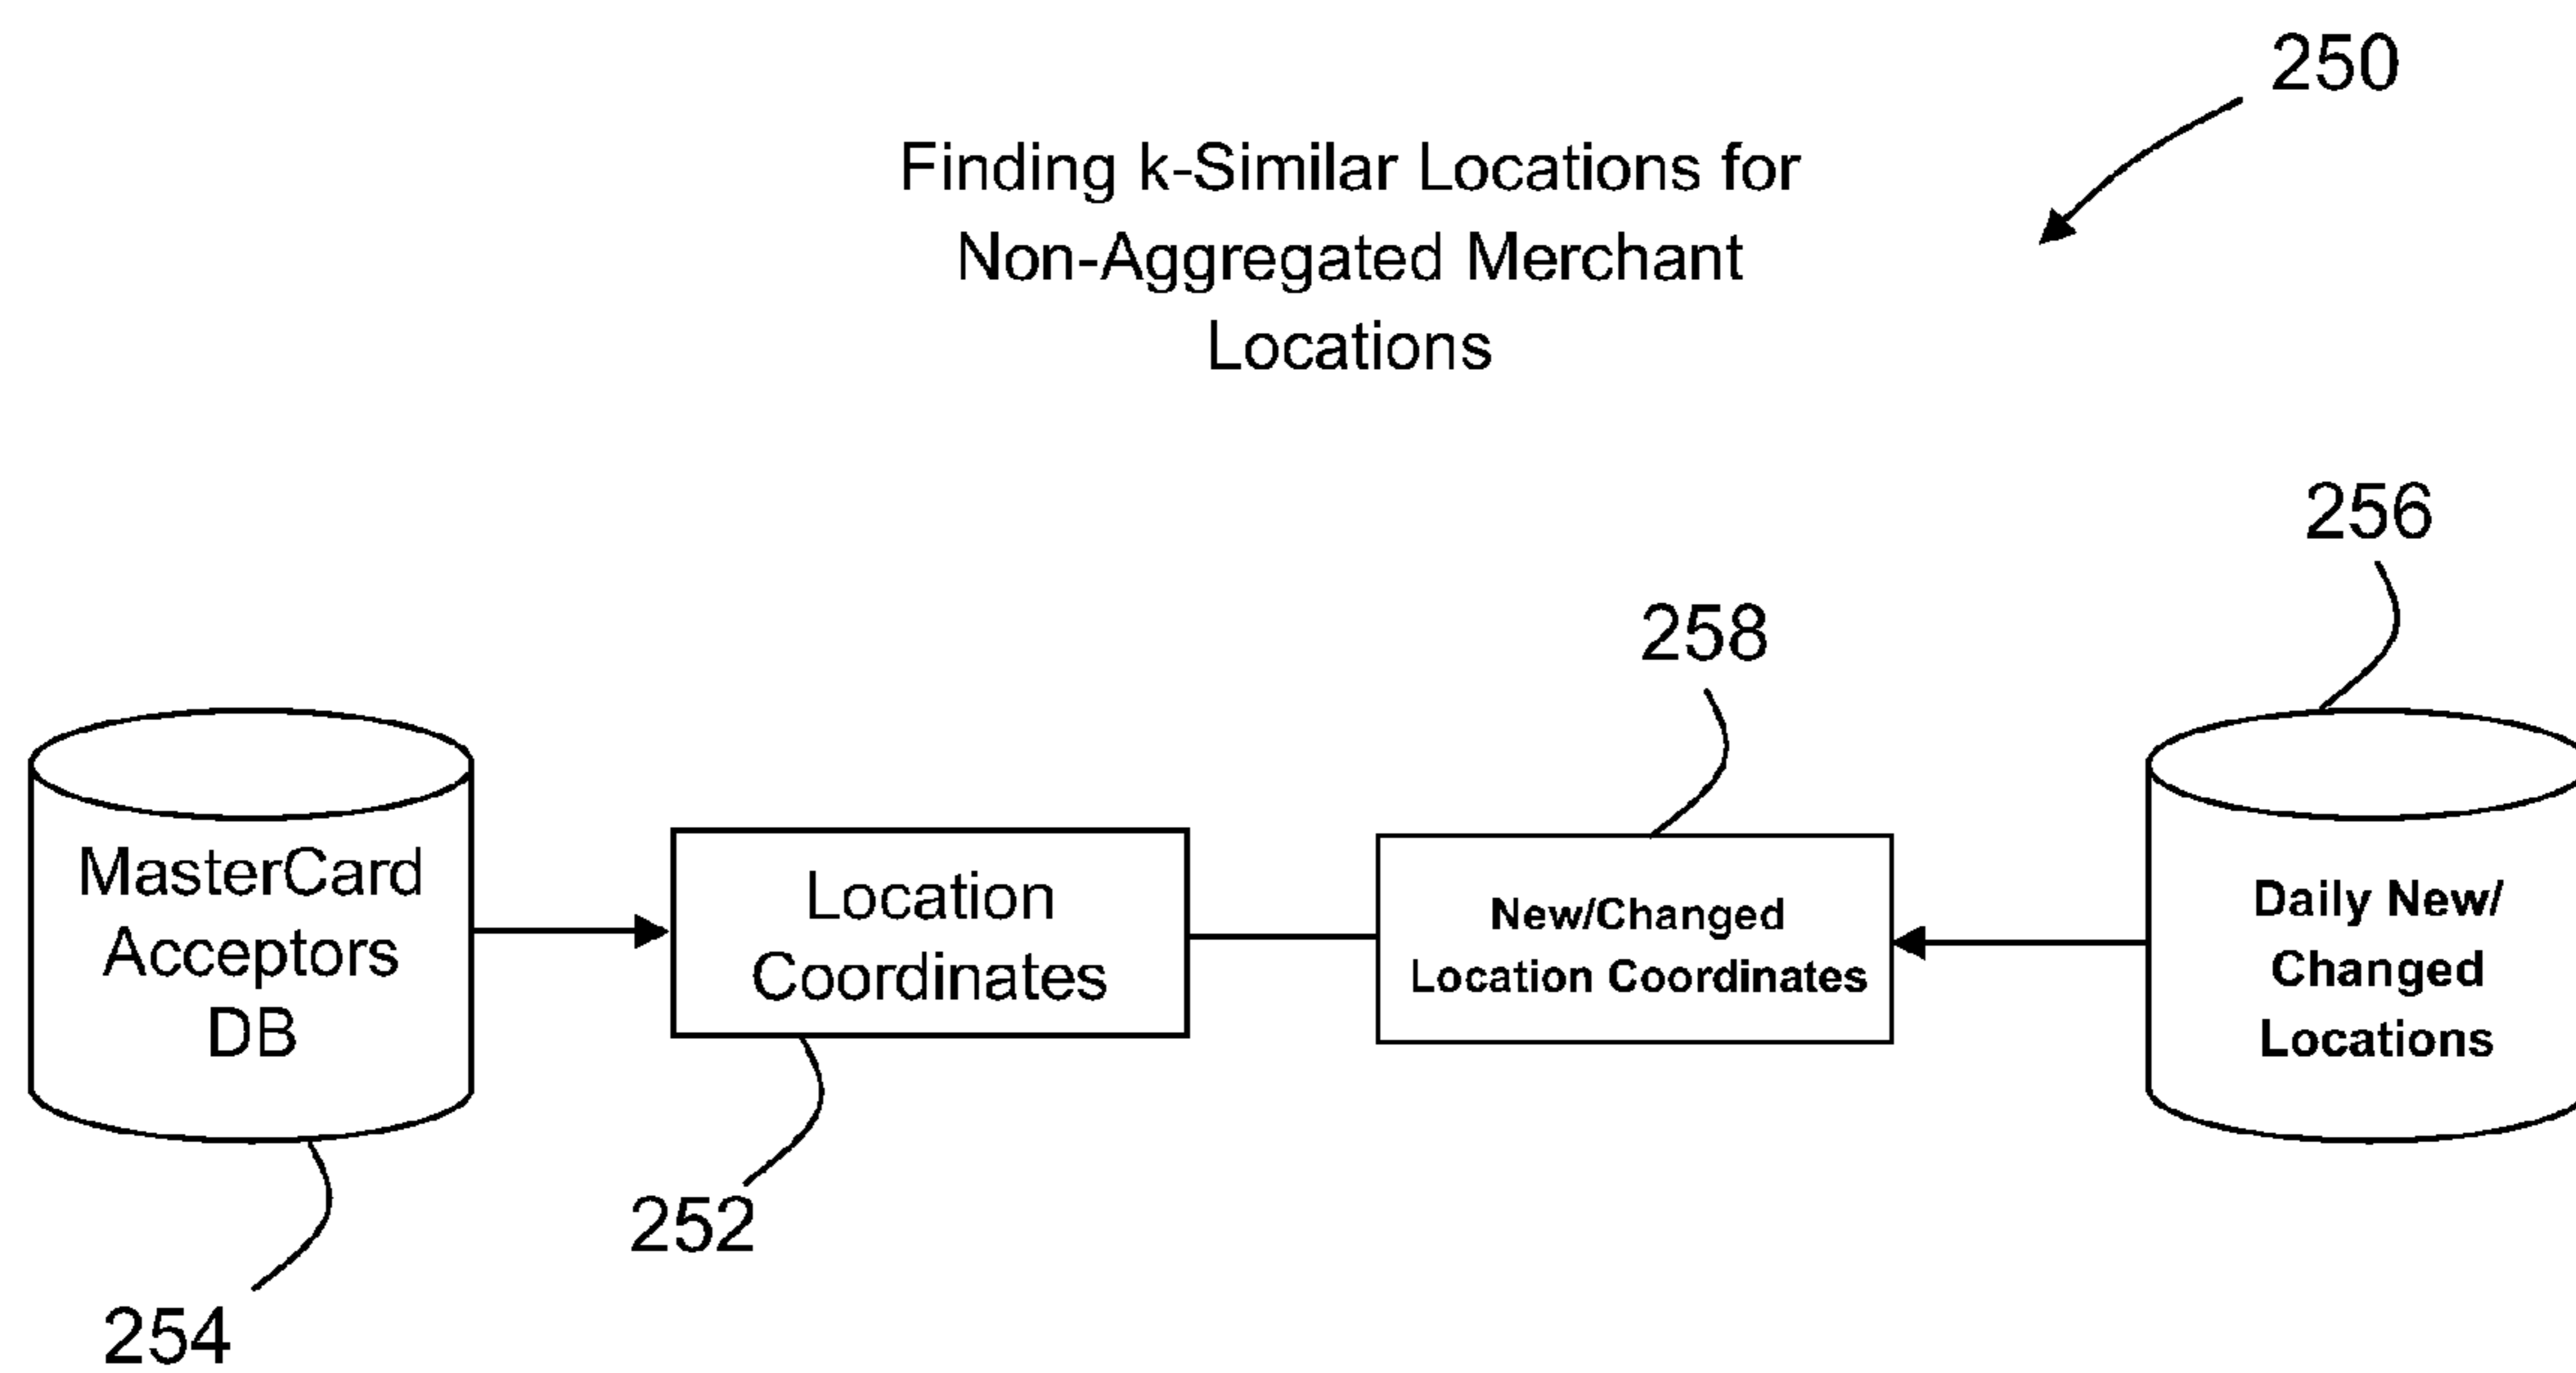 250
Finding k-Similar Locations for
Non-Aggregated Merchant
Locations
256
258
MasterCard
Acceptors
DB
Location
Coordinates
New/Changed
Location Coordinates
Daily New/
Changed
Locations
252
254